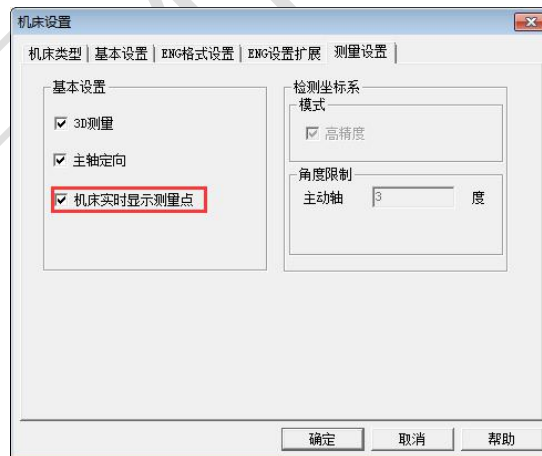 机床设置
机床类型 基本设置 ENG格式设置 ENG设置扩展 测量设置
基本设置
3D测量
主轴定向
机床实时显示测量点
检测坐标系
模式
高精度
角度限制
主动轴 3 度
确定 取消 帮助